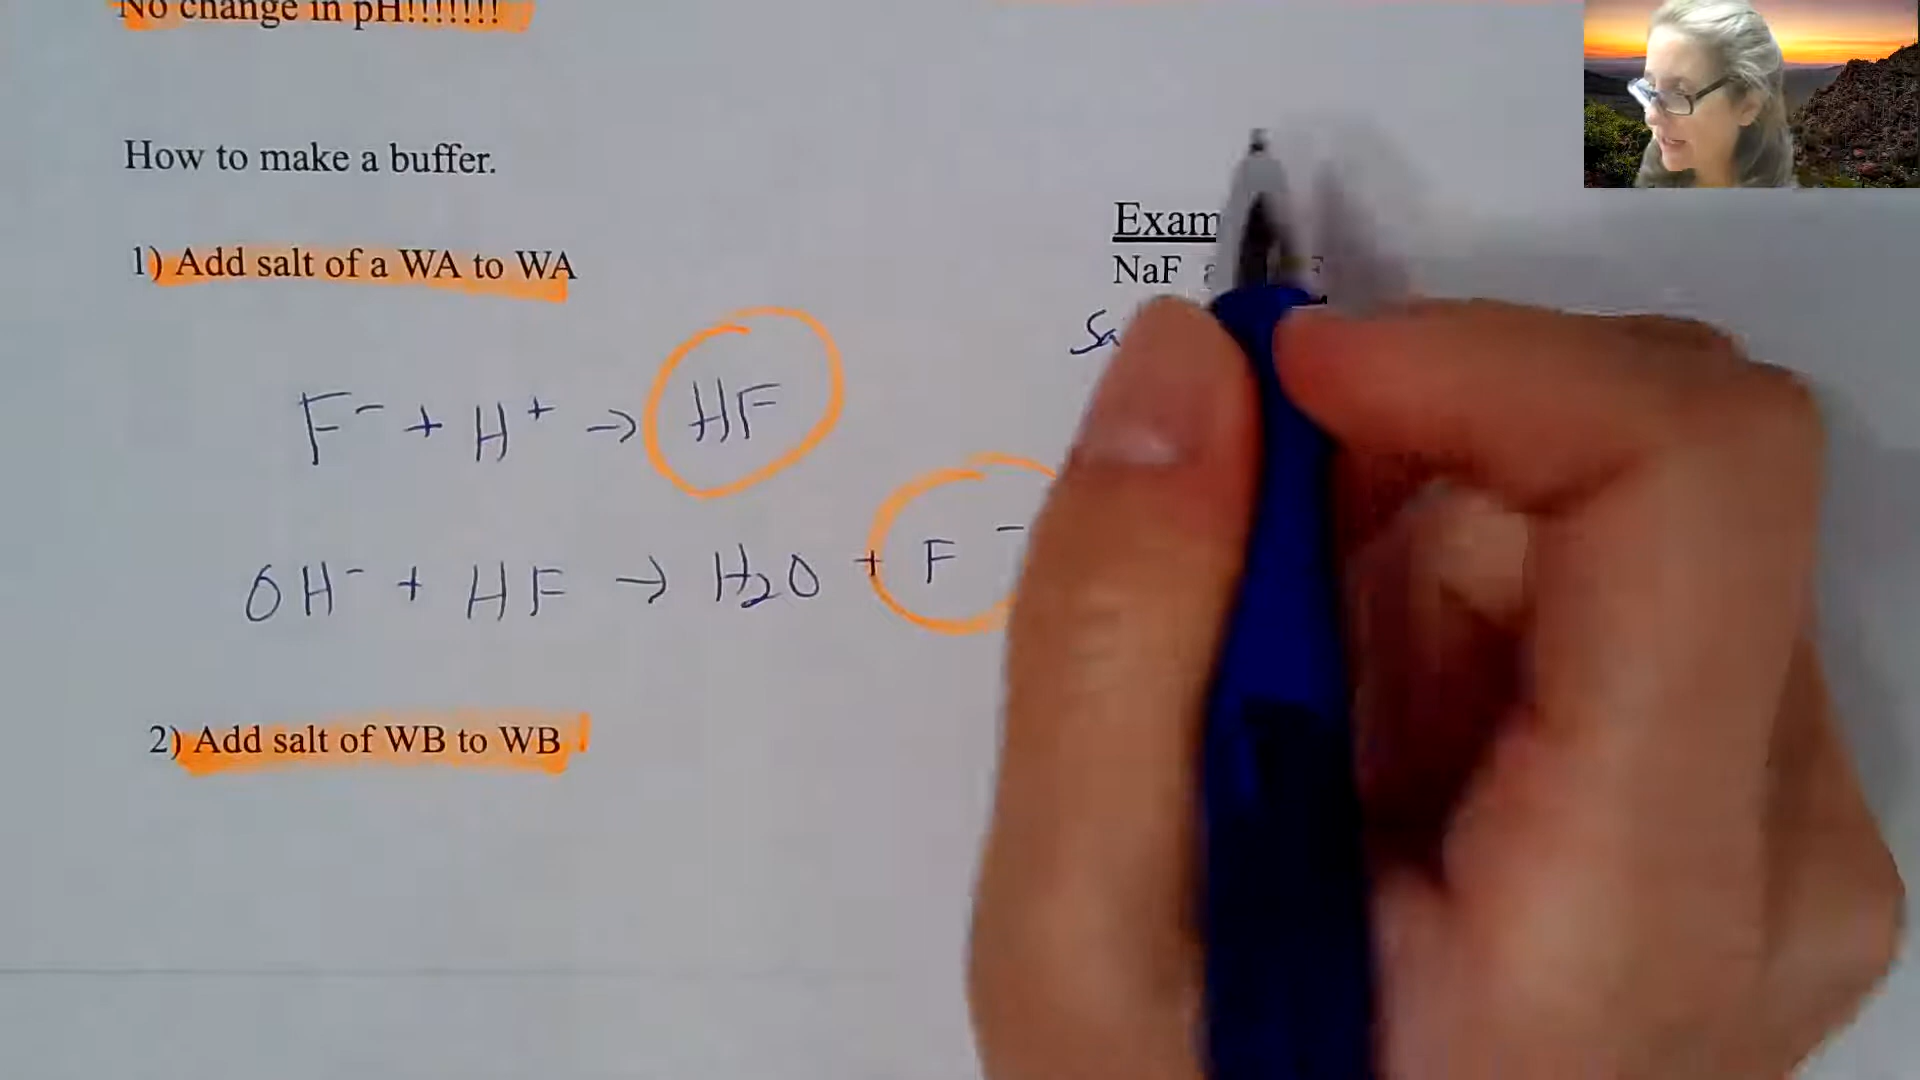 No change in pH!!!!!!!
How to make a buffer.
1) Add salt of a WA to WA
F⁻ + H⁺ → HF
OH⁻ + HF → H₂O + F⁻
2) Add salt of WB to WB
NaF